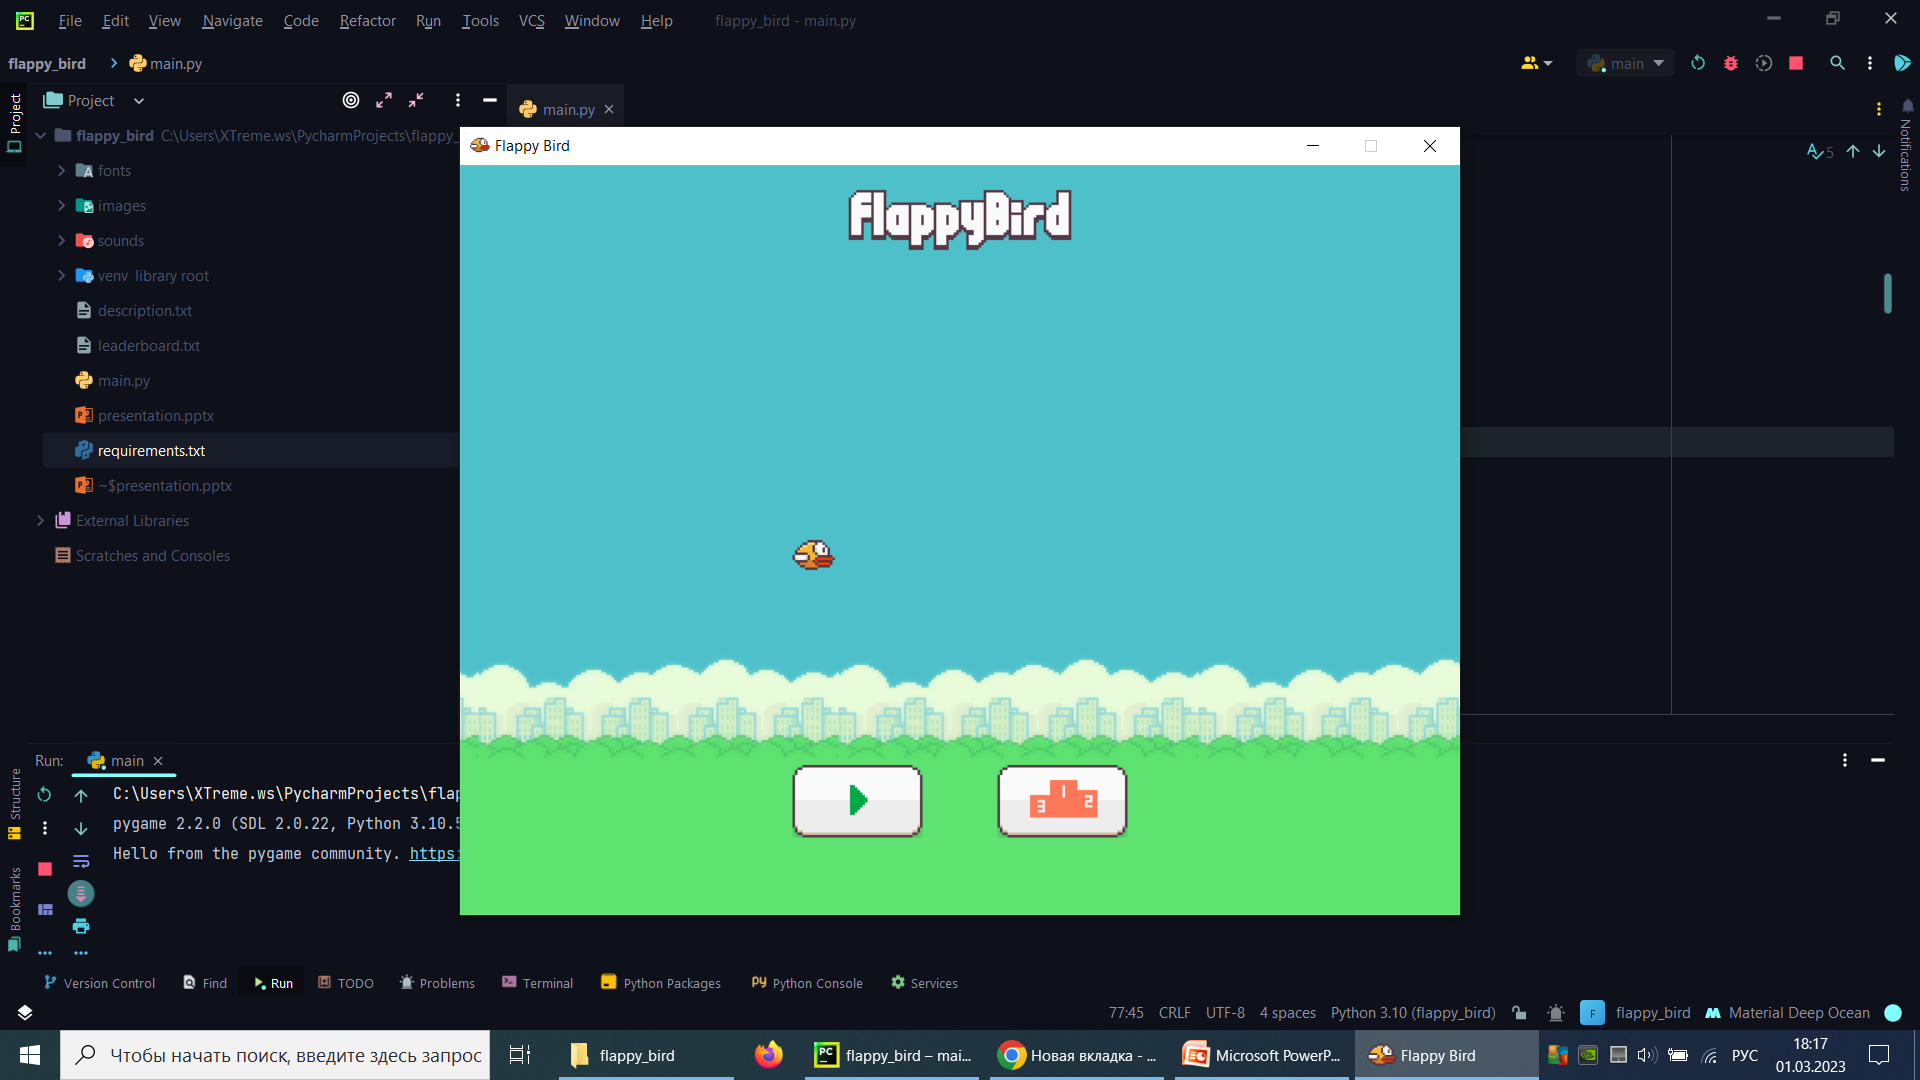 File Edit View Navigate Code Refactor Run Tools VCS Window Help flappy_bird - main.py
flappy_bird main.py main
Project main.py
Project
Notifications
flappy_bird C:\Users\XTreme.ws\PycharmProjects\flappy_
5
fonts
images
sounds
venv library root
description.txt
leaderboard.txt
main.py
presentation.pptx
requirements.txt
~$presentation.pptx
External Libraries
Scratches and Consoles
Flappy Bird
FlappyBird
3 1 2
Run: main
C:\Users\XTreme.ws\PycharmProjects\flap
pygame 2.2.0 (SDL 2.0.22, Python 3.10.5
Hello from the pygame community. https:
Structure
Bookmarks
Version Control Find Run TODO Problems Terminal Python Packages Python Console Services
77:45 CRLF UTF-8 4 spaces Python 3.10 (flappy_bird) F flappy_bird Material Deep Ocean
Чтобы начать поиск, введите здесь запрос flappy_bird flappy_bird – mai... Новая вкладка - ... Microsoft PowerP... Flappy Bird РУС 18:17
01.03.2023